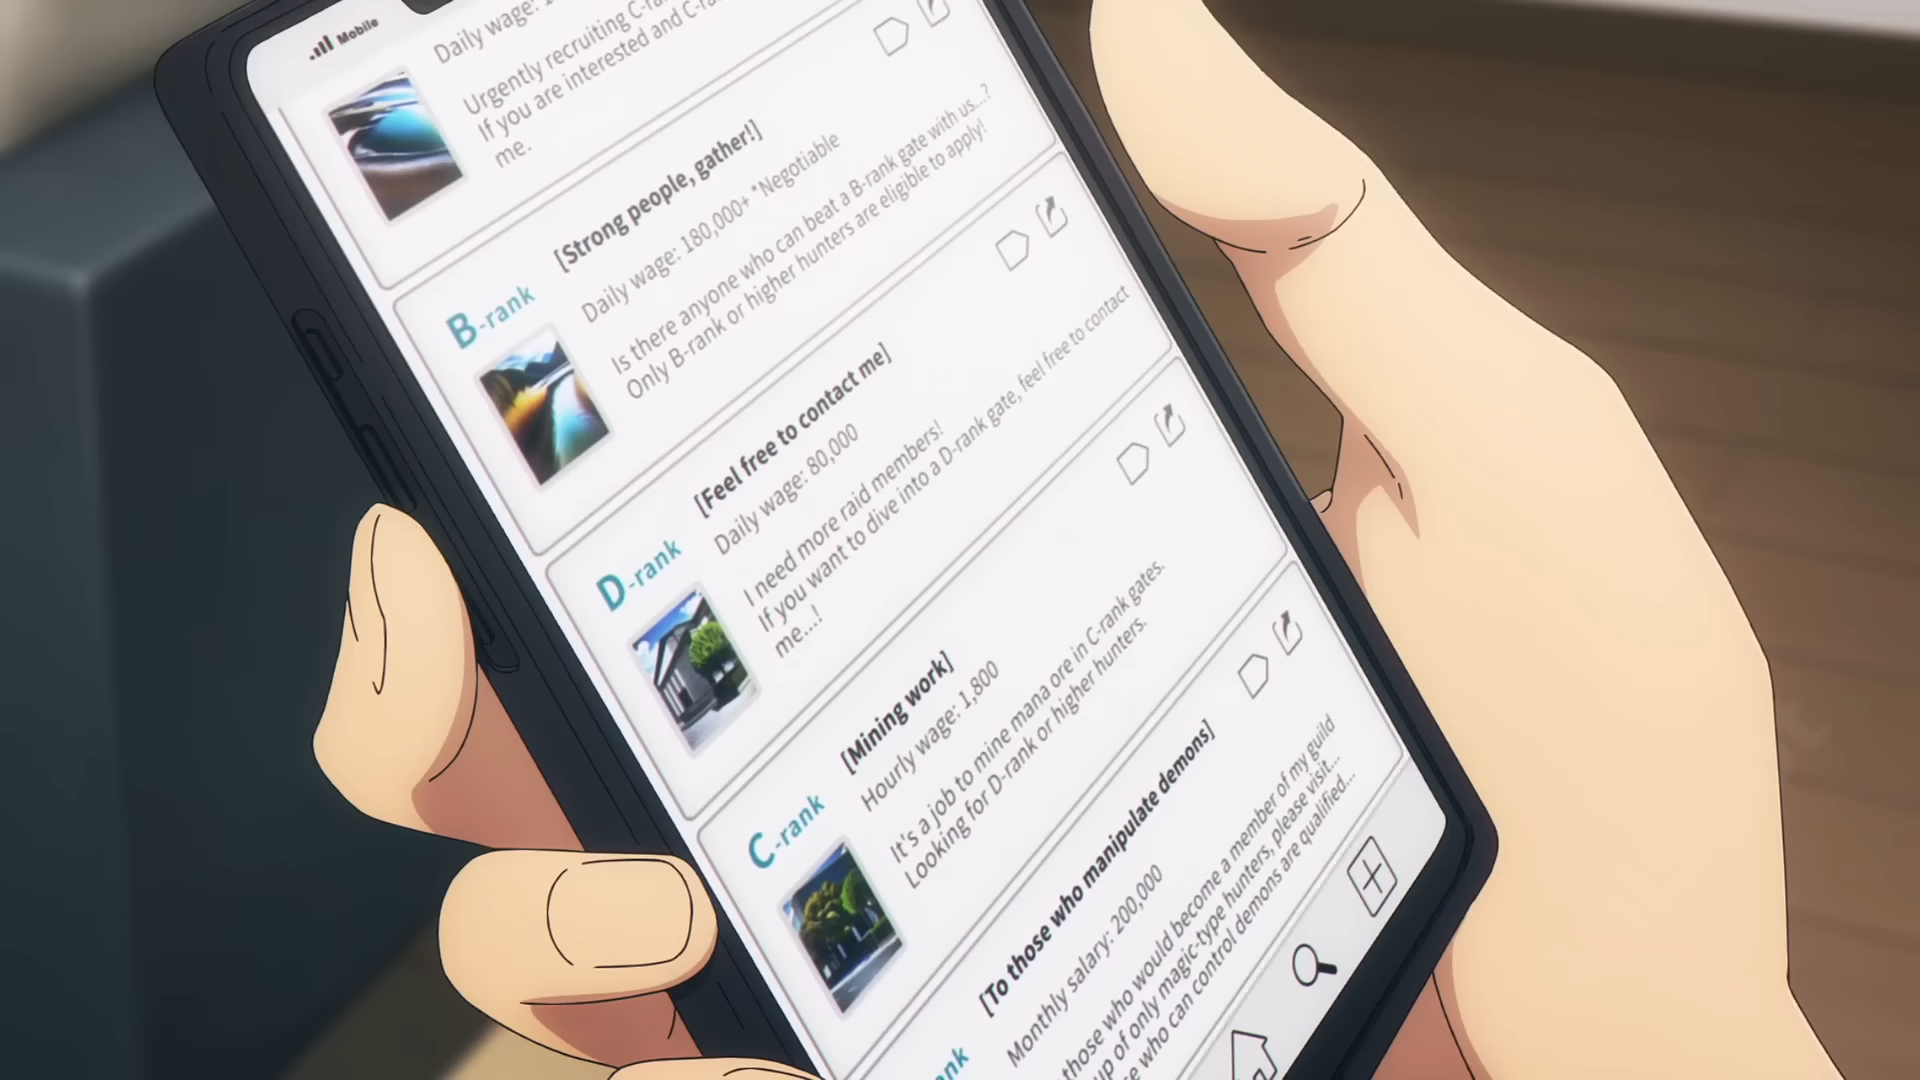 Mobile
Daily wage:
Urgently recruiting
If you are interested and
me.
[Strong people, gather!]
B-rank
Daily wage: 180,000+ *Negotiable
Is there anyone who can beat a B-rank gate with us...?
Only B-rank or higher hunters are eligible to apply!
[Feel free to contact me]
D-rank
Daily wage: 80,000
I need more raid members!
If you want to dive into a D-rank gate, feel free to contact
me...!
[Mining work]
C-rank
Hourly wage: 1,800
It's a job to mine mana ore in C-rank gates.
Looking for D-rank or higher hunters.
[To those who manipulate demons]
-rank
Monthly salary: 200,000
those who would become a member of my guild
up of only magic-type hunters, please visit...
who can control demons are qualified...